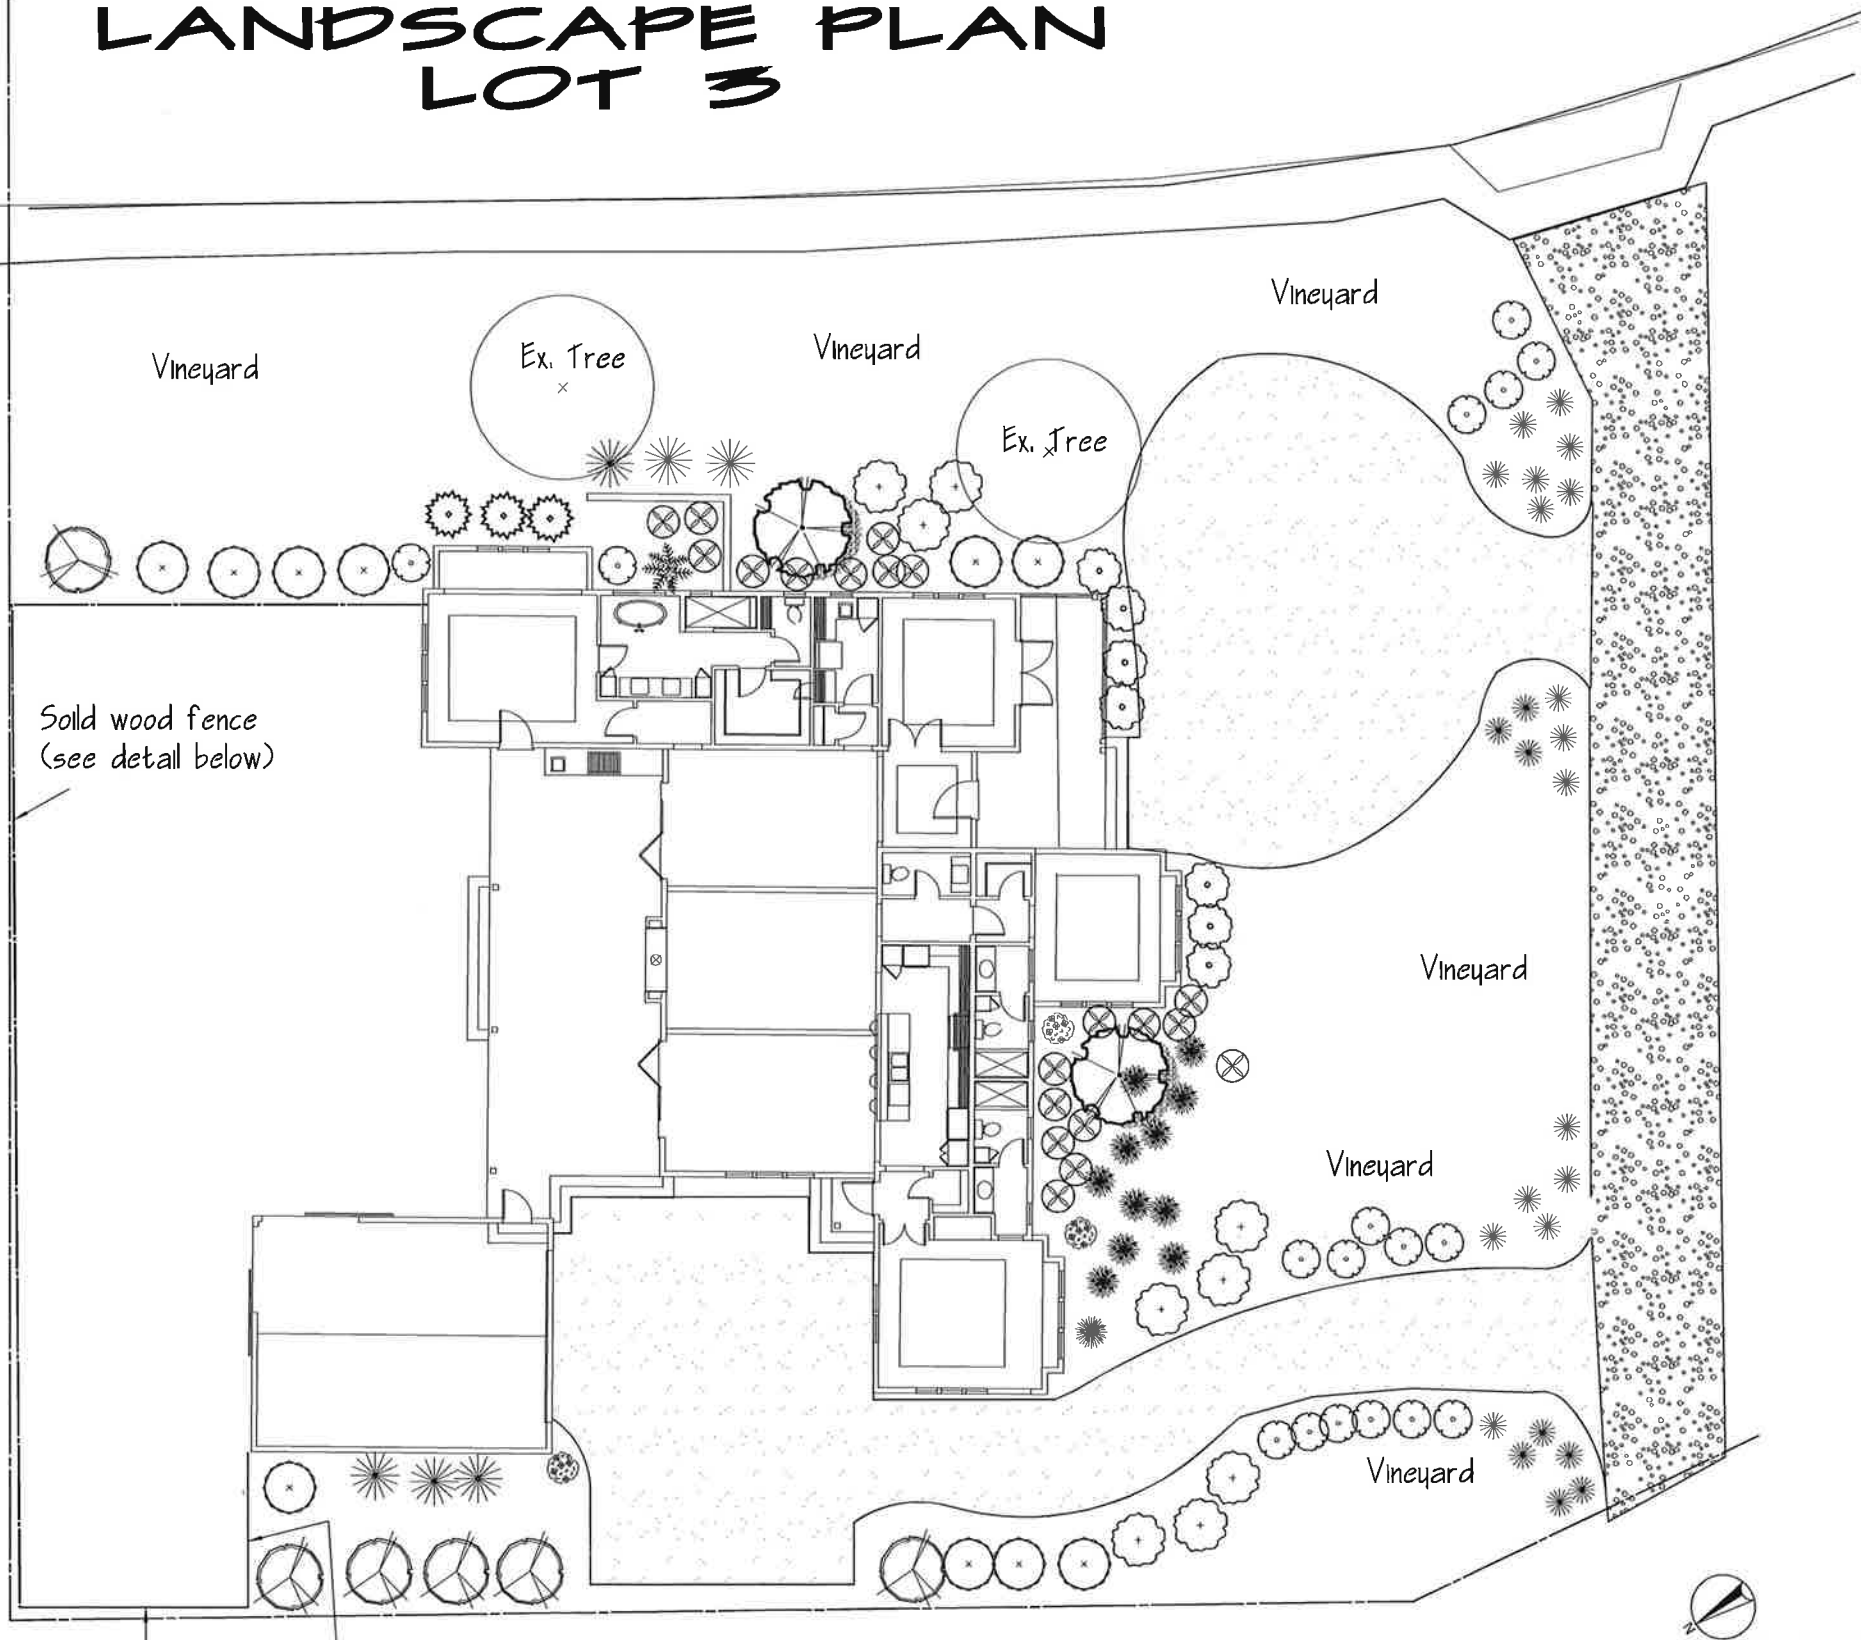 LANDSCAPE PLAN
LOT 3
Vineyard
Vineyard
Ex. Tree
Vineyard
Ex. Tree
Solid wood fence
(see detail below)
Vineyard
Vineyard
Vineyard
N